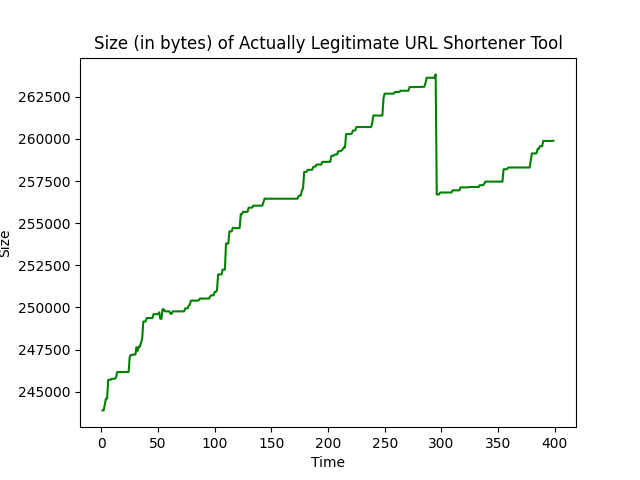 Size (in bytes) of Actually Legitimate URL Shortener Tool
262500
260000
257500
255000
252500
250000
247500
245000
Size
0 50 100 150 200 250 300 350 400
Time